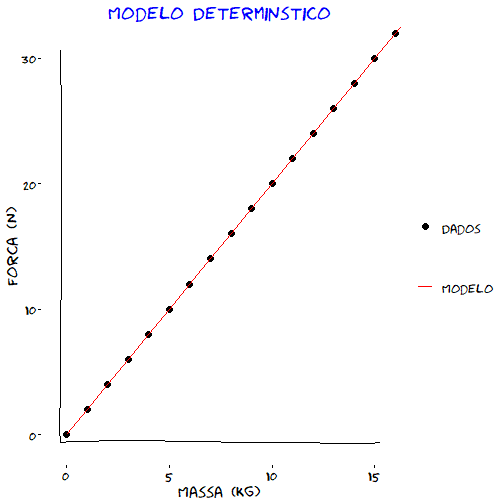 MODELO DETERMINSTICO
30
20
10
0
FORCA (N)
0 5 10 15
MASSA (KG)
DADOS
MODELO